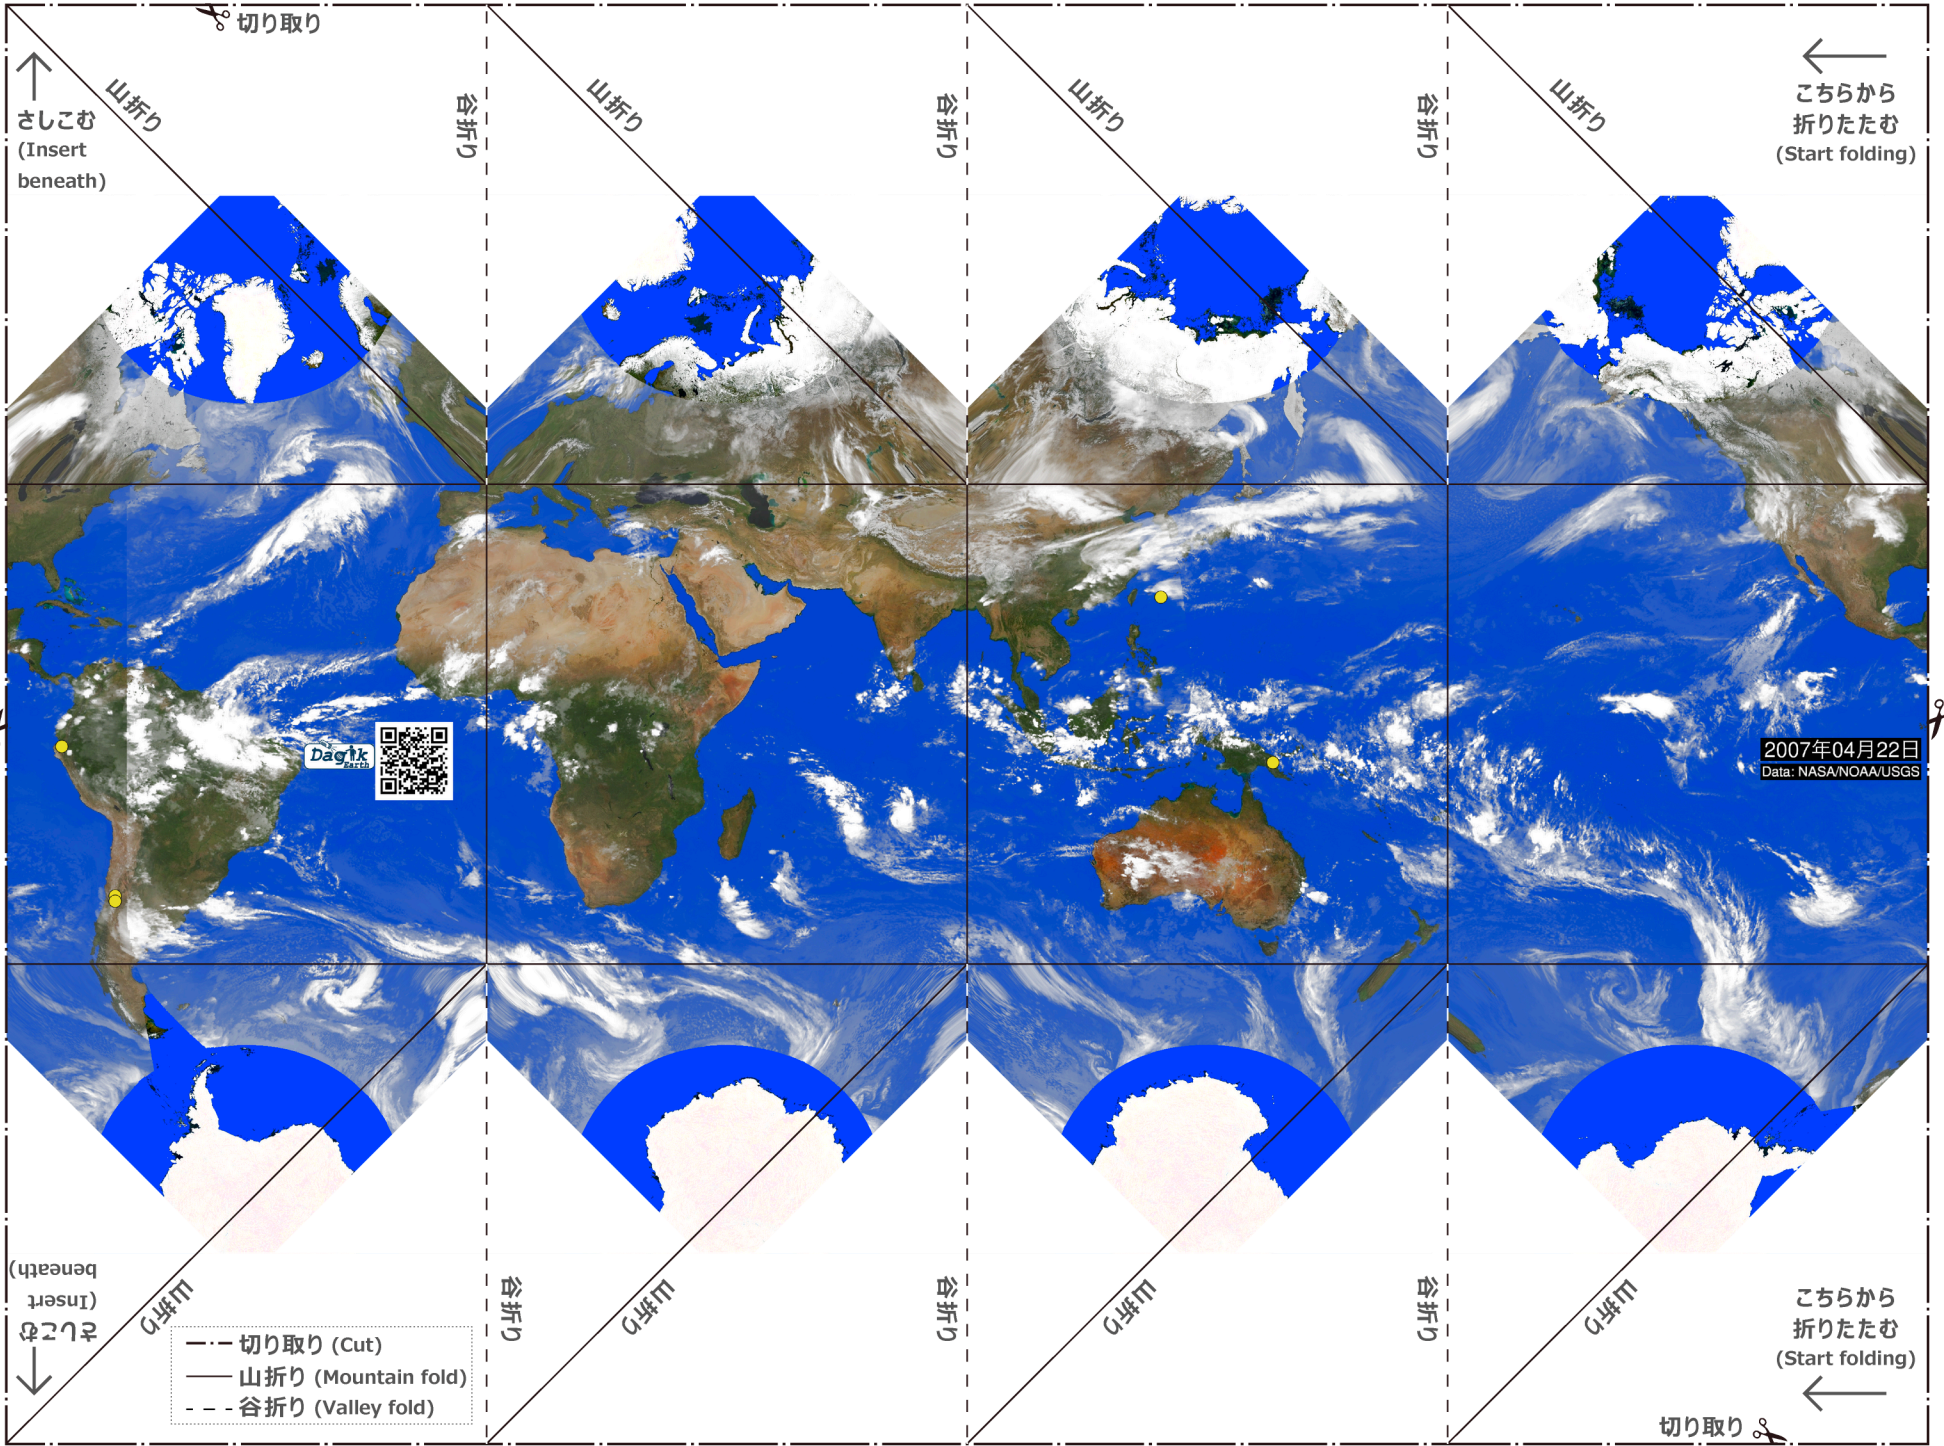 切り取り
山折り
谷折り
山折り
谷折り
山折り
谷折り
山折り
こちらから
折りたたむ
(Start folding)
さしこむ
(Insert
beneath)
Dagik
Earth
2007年04月22日
Data: NASA/NOAA/USGS
さしこむ
(Insert
beneath)
山折り
谷折り
山折り
谷折り
山折り
谷折り
山折り
こちらから
折りたたむ
(Start folding)
切り取り (Cut)
山折り (Mountain fold)
谷折り (Valley fold)
切り取り